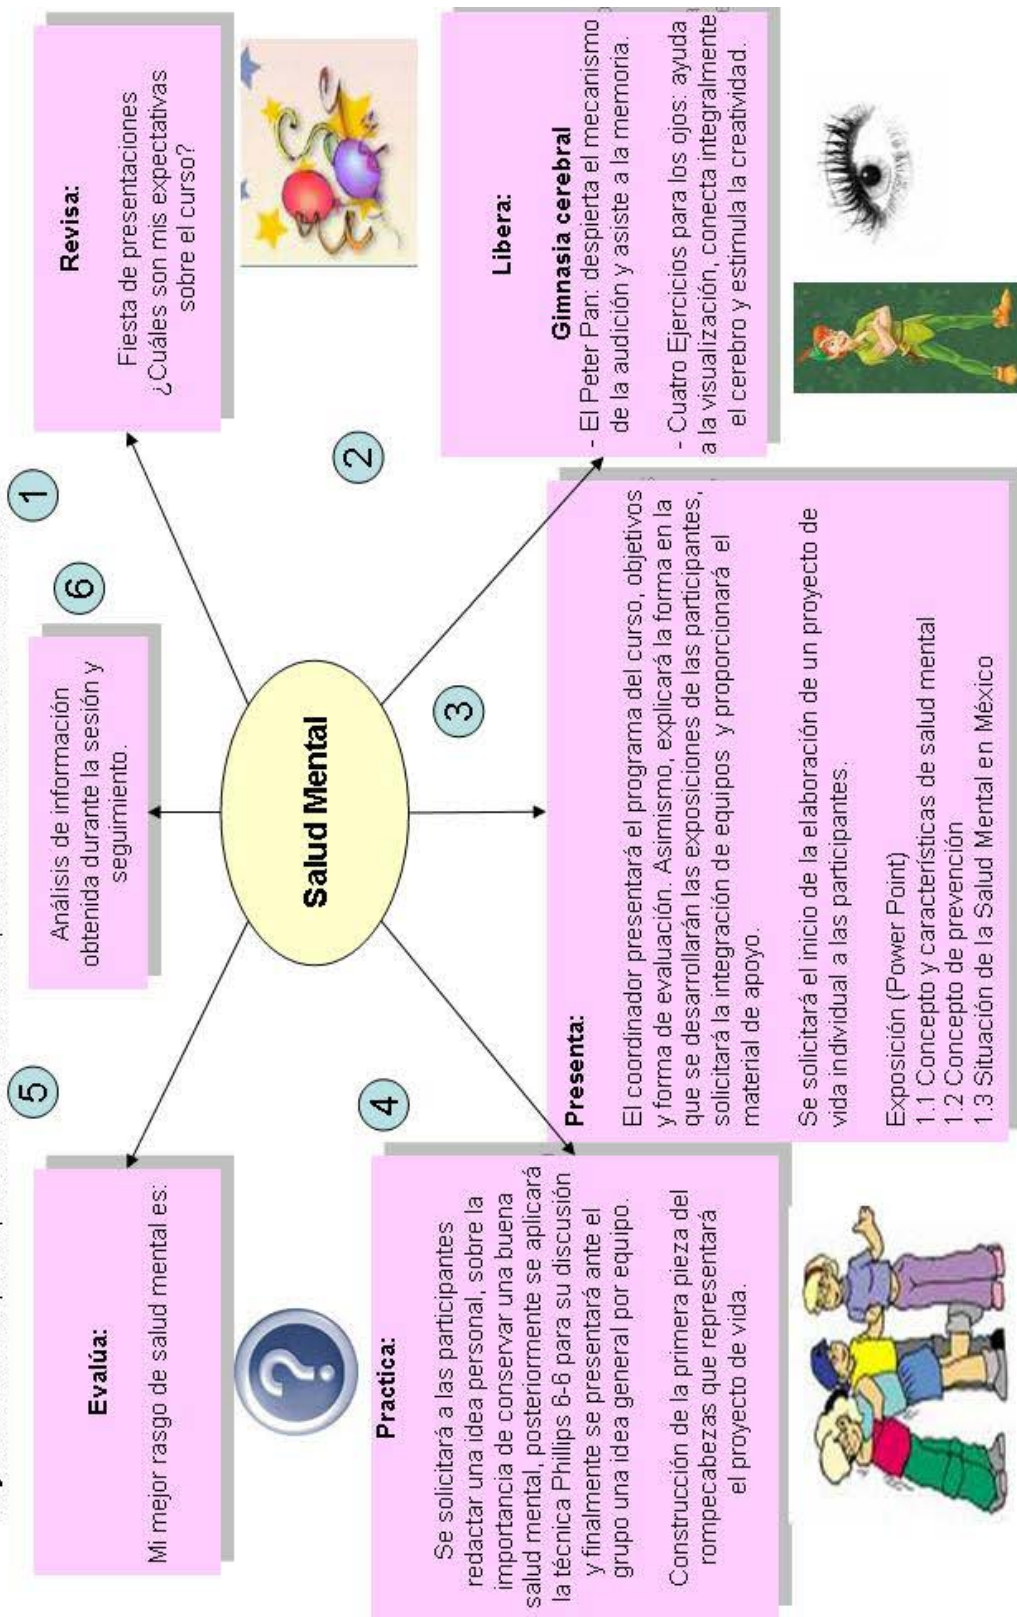 1
Revisa:
Fiesta de presentaciones
¿Cuáles son mis expectativas
sobre el curso?
2
Libera:
Gimnasia cerebral
- El Peter Pan: despierta el mecanismo
de la audición y asiste a la memoria.
- Cuatro Ejercicios para los ojos: ayuda
a la visualización, conecta integralmente
el cerebro y estimula la creatividad.
3
Presenta:
El coordinador presentará el programa del curso, objetivos
y forma de evaluación. Asimismo, explicará la forma en la
que se desarrollarán las exposiciones de las participantes,
solicitará la integración de equipos y proporcionará el
material de apoyo.
Se solicitará el inicio de la elaboración de un proyecto de
vida individual a las participantes.
Exposición (Power Point)
1.1 Concepto y características de salud mental
1.2 Concepto de prevención
1.3 Situación de la Salud Mental en México
4
Practica:
Se solicitará a las participantes
redactar una idea personal, sobre la
importancia de conservar una buena
salud mental, posteriormente se aplicará
la técnica Phillips 6-6 para su discusión
y finalmente se presentará ante el
grupo una idea general por equipo.
Construcción de la primera pieza del
rompecabezas que representará
el proyecto de vida.
5
Evalúa:
Mi mejor rasgo de salud mental es:
?
6
Análisis de información
obtenida durante la sesión y
seguimiento.
Salud Mental